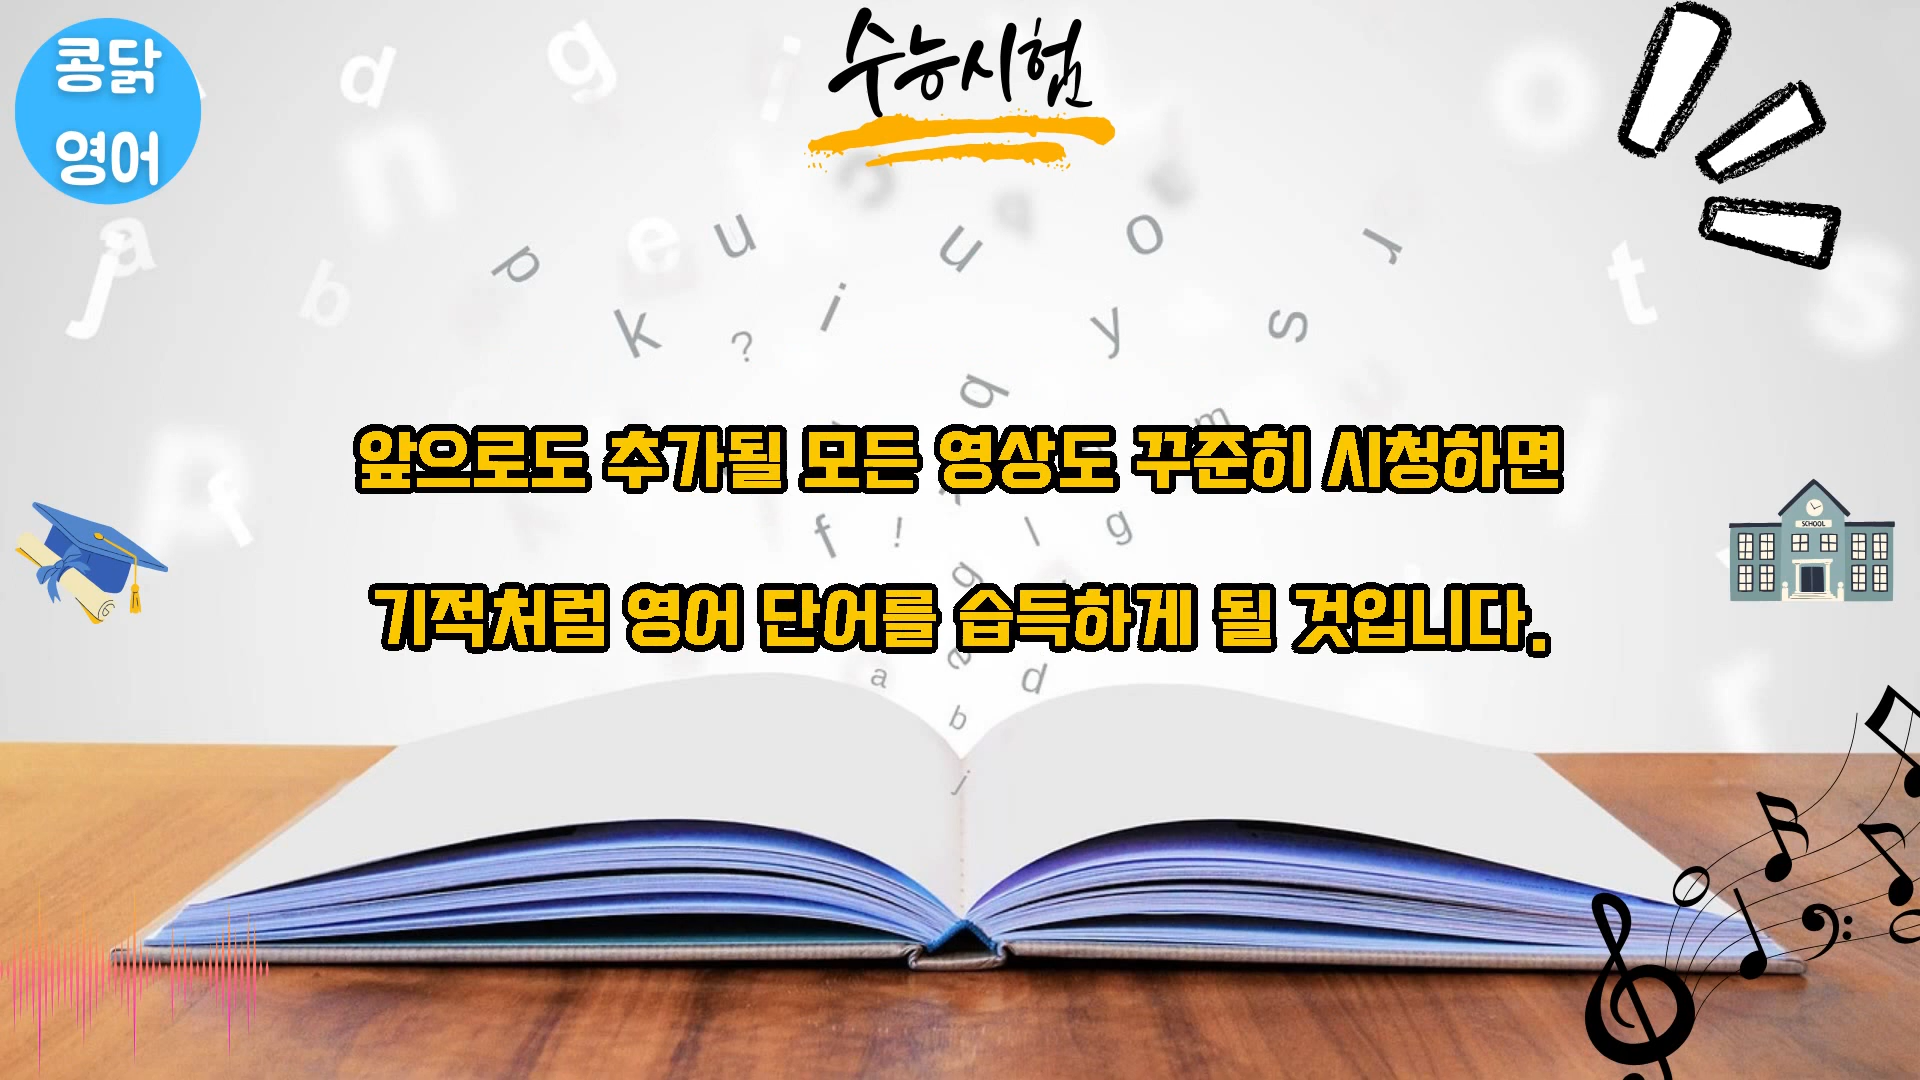 콩닭
영어
수능시험
앞으로도 추가될 모든 영상도 꾸준히 시청하면
기적처럼 영어 단어를 습득하게 될 것입니다.
SCHOOL